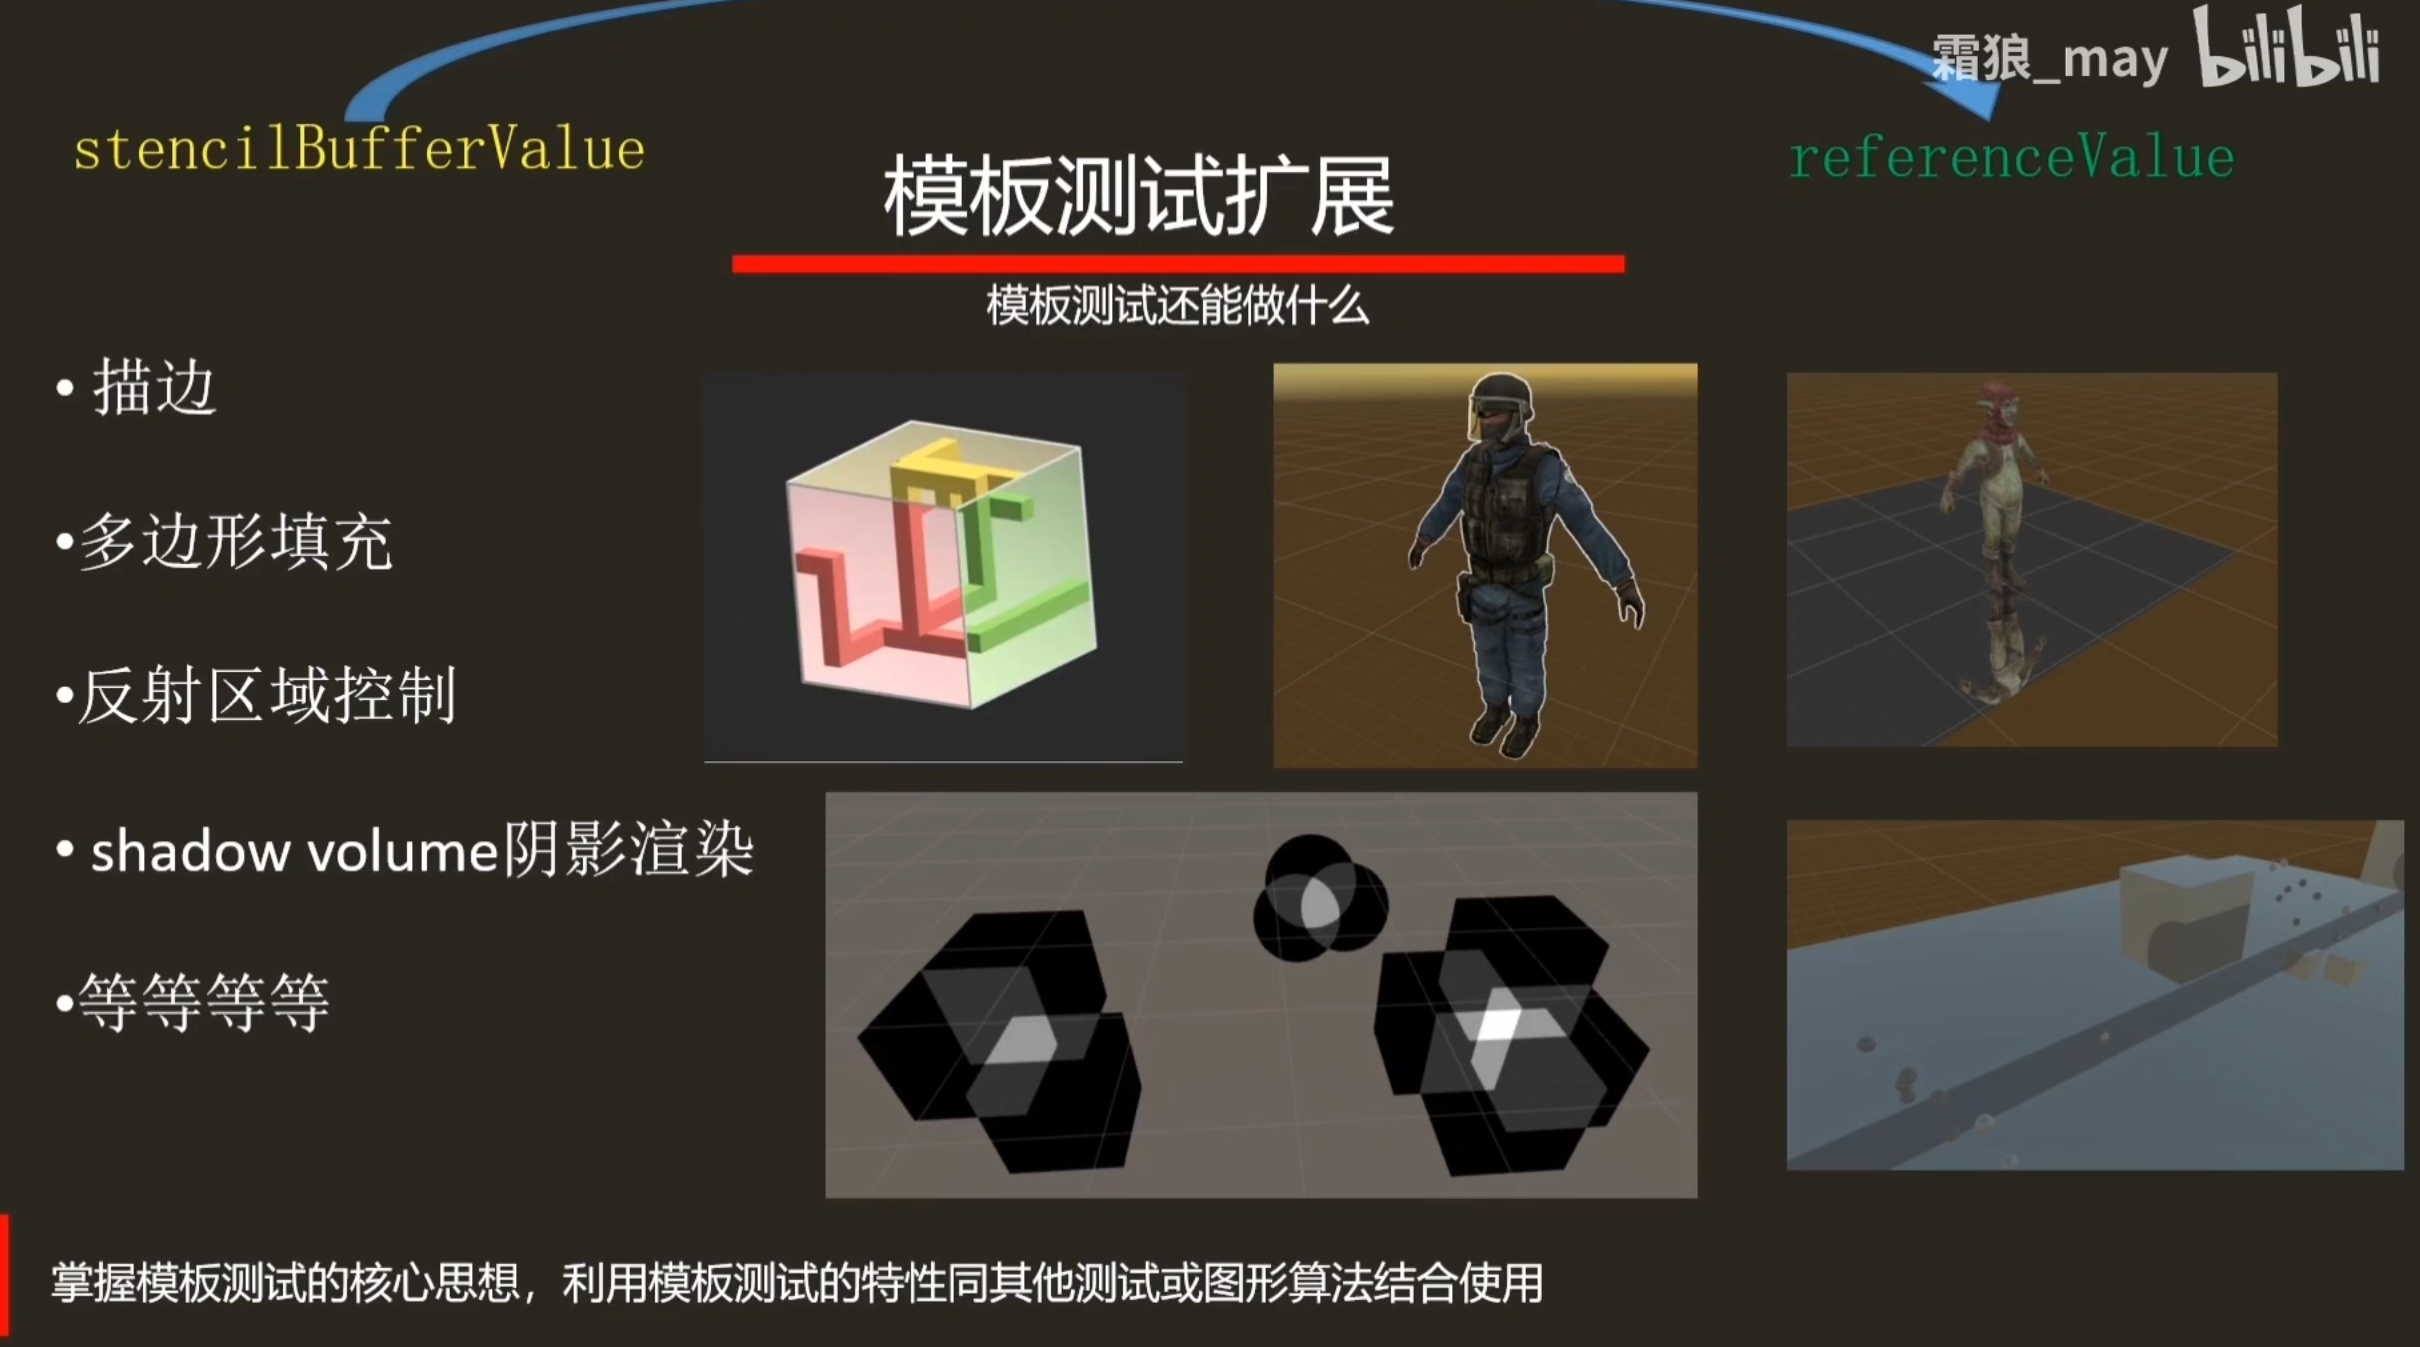 霜狼_may bilibili
stencilBufferValue
referenceValue
模板测试扩展
模板测试还能做什么
• 描边
•多边形填充
•反射区域控制
• shadow volume阴影渲染
•等等等等
掌握模板测试的核心思想，利用模板测试的特性同其他测试或图形算法结合使用